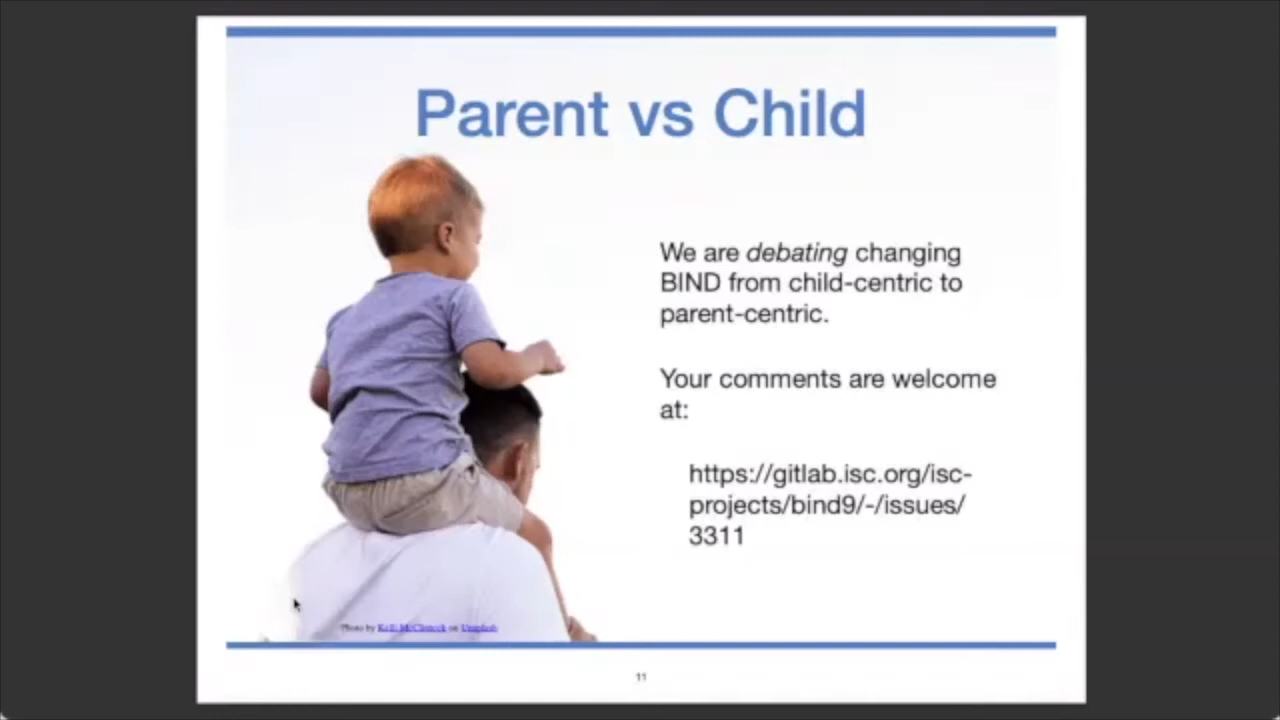 Parent vs Child
We are debating changing
BIND from child-centric to
parent-centric.
Your comments are welcome
at:
https://gitlab.isc.org/isc-
projects/bind9/-/issues/
3311
Photo by Kelli McClintock on Unsplash
11